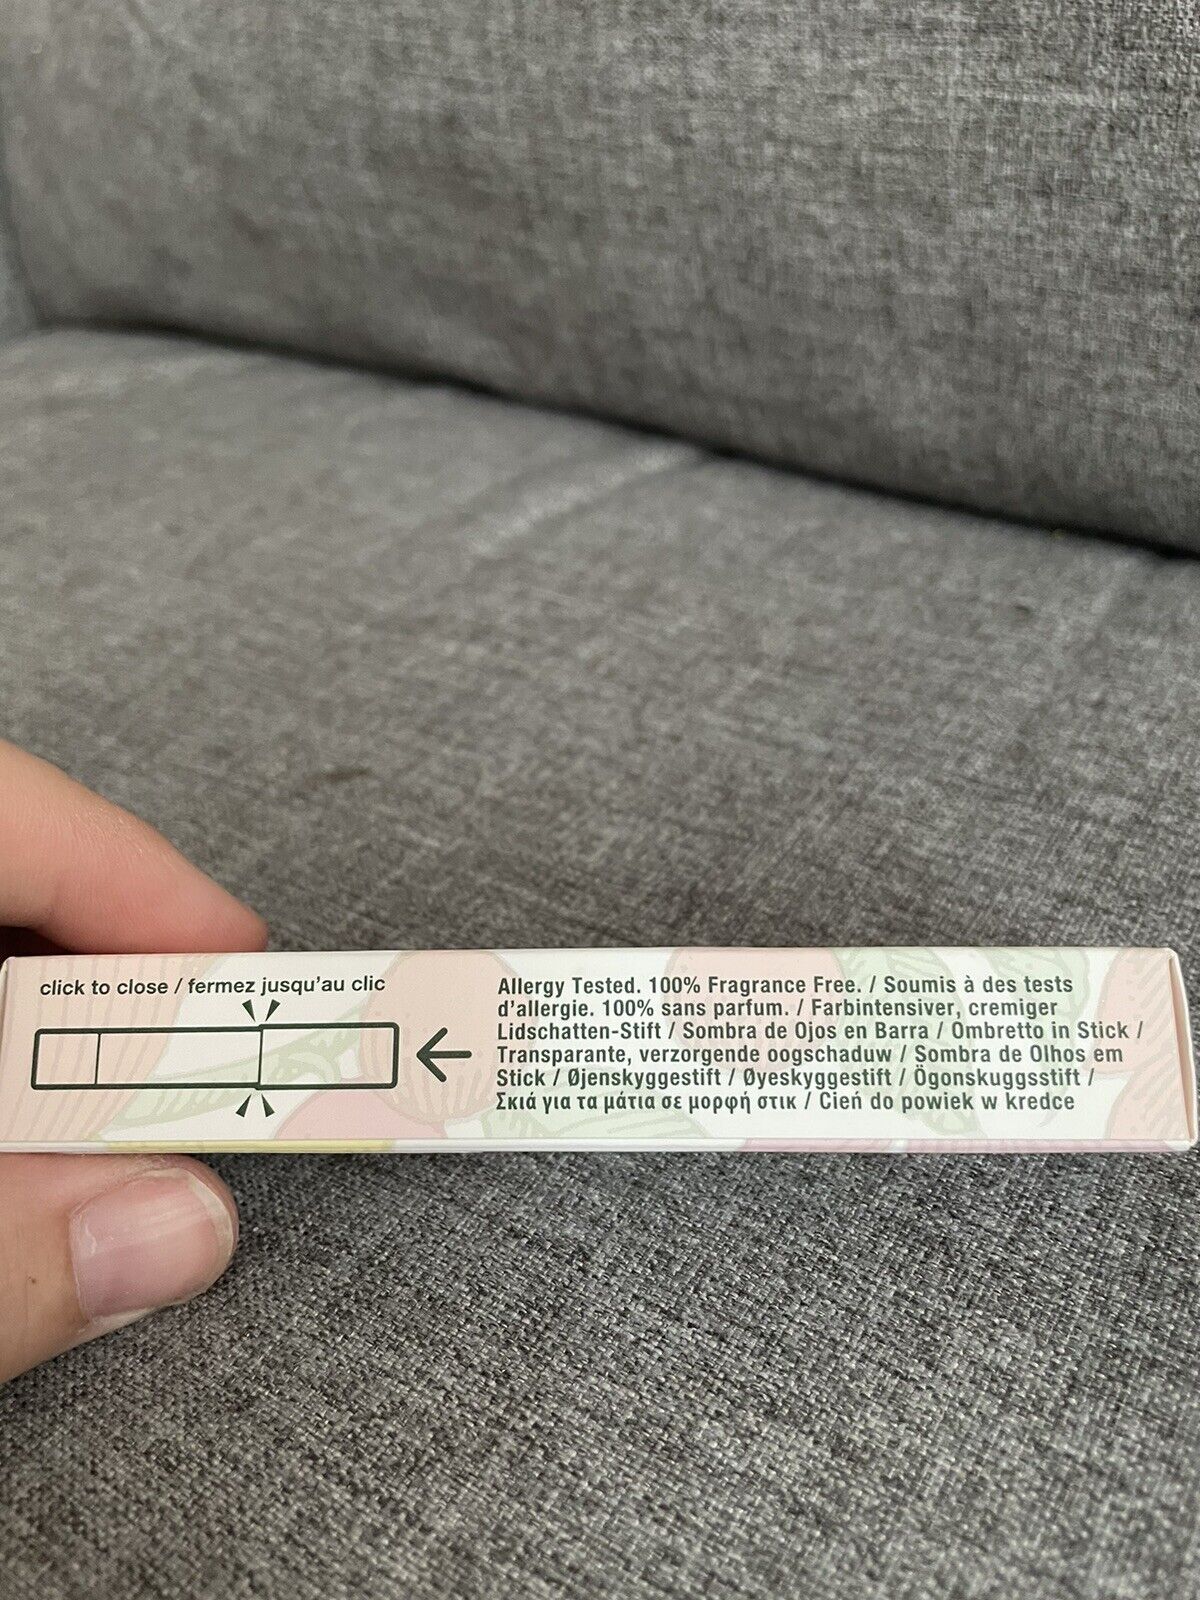 click to close / fermez jusqu'au clic
Allergy Tested. 100% Fragrance Free. / Soumis à des tests
d'allergie. 100% sans parfum. / Farbintensiver, cremiger
Lidschatten-Stift / Sombra de Ojos en Barra / Ombretto in Stick /
Transparante, verzorgende oogschaduw / Sombra de Olhos em
Stick / Øjenskyggestift / Øyeskyggestift / Ögonskuggsstift /
Σκιά για τα μάτια σε μορφή στικ / Cień do powiek w kredce